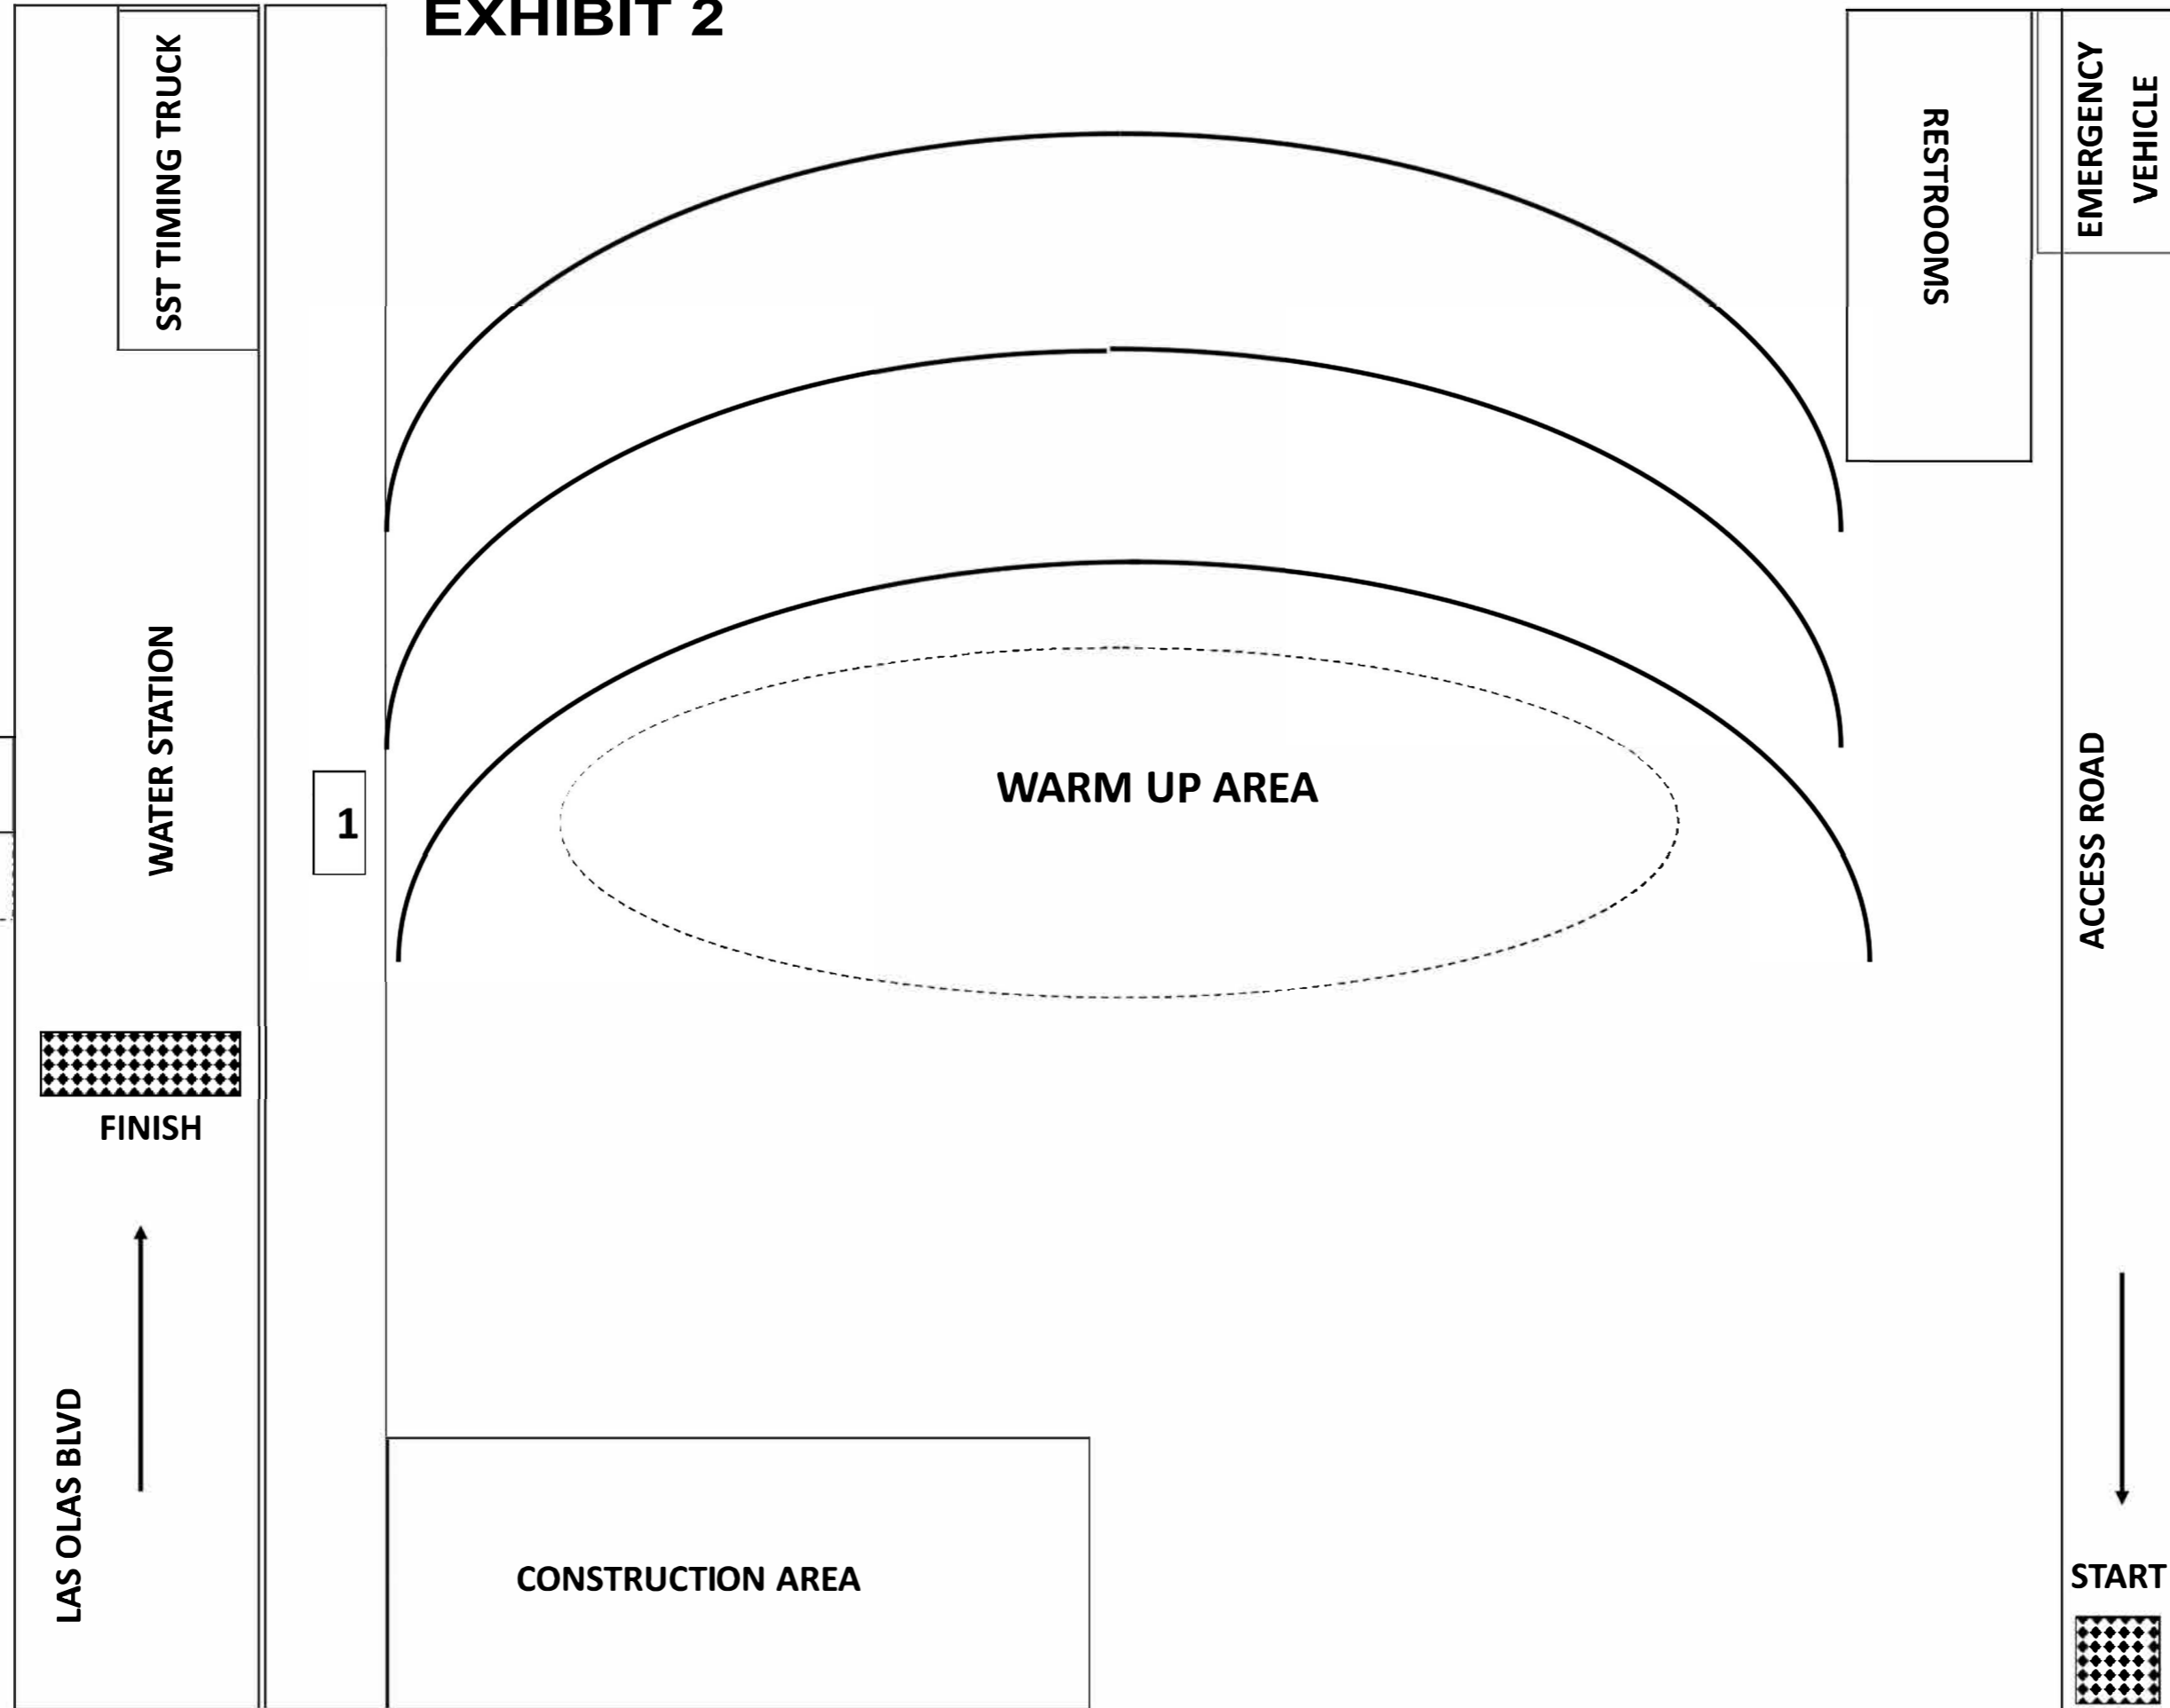 EXHIBIT 2
SST TIMING TRUCK
RESTROOMS
EMERGENCY
VEHICLE
WATER STATION
1
WARM UP AREA
ACCESS ROAD
FINISH
LAS OLAS BLVD
CONSTRUCTION AREA
START